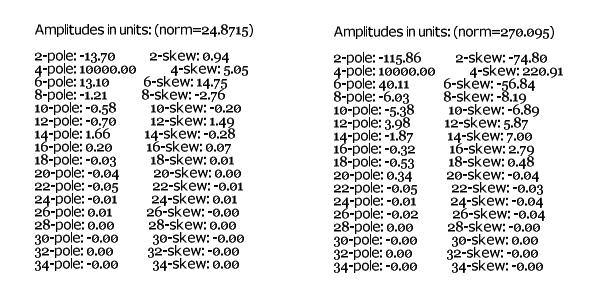 Amplitudes in units: (norm=24.8715)
2-pole: -13.70 2-skew: 0.94
4-pole: 10000.00 4-skew: 5.05
6-pole: 13.10 6-skew: 14.75
8-pole: -1.21 8-skew: -2.76
10-pole: -0.58 10-skew: -0.20
12-pole: -0.70 12-skew: 1.49
14-pole: 1.66 14-skew: -0.28
16-pole: 0.20 16-skew: 0.07
18-pole: -0.03 18-skew: 0.01
20-pole: -0.04 20-skew: 0.00
22-pole: -0.05 22-skew: -0.01
24-pole: -0.01 24-skew: 0.01
26-pole: 0.01 26-skew: -0.00
28-pole: 0.00 28-skew: 0.00
30-pole: -0.00 30-skew: -0.00
32-pole: 0.00 32-skew: -0.00
34-pole: -0.00 34-skew: 0.00
Amplitudes in units: (norm=270.095)
2-pole: -115.86 2-skew: -74.80
4-pole: 10000.00 4-skew: 220.91
6-pole: 40.11 6-skew: -56.84
8-pole: -6.03 8-skew: -8.19
10-pole: -5.38 10-skew: -6.89
12-pole: 3.98 12-skew: 5.87
14-pole: -1.87 14-skew: 7.00
16-pole: -0.32 16-skew: 2.79
18-pole: -0.53 18-skew: 0.48
20-pole: 0.34 20-skew: -0.04
22-pole: -0.05 22-skew: -0.03
24-pole: -0.01 24-skew: -0.04
26-pole: -0.02 26-skew: -0.04
28-pole: 0.00 28-skew: -0.00
30-pole: -0.00 30-skew: 0.00
32-pole: 0.00 32-skew: 0.00
34-pole: -0.00 34-skew: -0.00